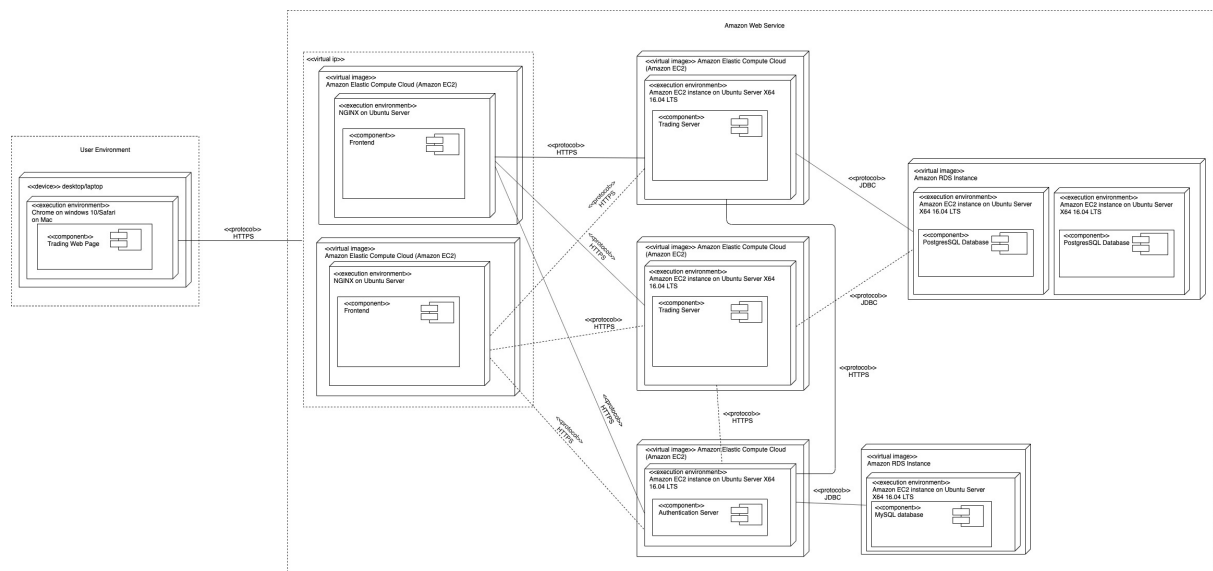 Amazon Web Service
User Environment
<<device>> desktop/laptop
<<execution environment>>
Chrome on windows 10/Safari
on Mac
<<component>>
Trading Web Page
<<protocol>>
HTTPS
<<virtual ip>>
<<virtual image>>
Amazon Elastic Compute Cloud (Amazon EC2)
<<execution environment>>
NGINX on Ubuntu Server
<<component>>
Frontend
<<virtual image>>
Amazon Elastic Compute Cloud (Amazon EC2)
<<execution environment>>
NGINX on Ubuntu Server
<<component>>
Frontend
<<protocol>>
HTTPS
<<protocol>>
HTTPS
<<protocol>>
HTTPS
<<protocol>>
HTTPS
<<protocol>>
HTTPS
<<protocol>>
HTTPS
<<virtual image>> Amazon Elastic Compute Cloud
(Amazon EC2)
<<execution environment>>
Amazon EC2 instance on Ubuntu Server X64
16.04 LTS
<<component>>
Trading Server
<<virtual image>> Amazon Elastic Compute Cloud
(Amazon EC2)
<<execution environment>>
Amazon EC2 instance on Ubuntu Server X64
16.04 LTS
<<component>>
Trading Server
<<protocol>>
HTTPS
<<virtual image>> Amazon Elastic Compute Cloud
(Amazon EC2)
<<execution environment>>
Amazon EC2 instance on Ubuntu Server X64
16.04 LTS
<<component>>
Authentication Server
<<protocol>>
JDBC
<<protocol>>
JDBC
<<protocol>>
HTTPS
<<protocol>>
JDBC
<<virtual image>>
Amazon RDS Instance
<<execution environment>>
Amazon EC2 instance on Ubuntu Server
X64 16.04 LTS
<<component>>
PostgresSQL Database
<<execution environment>>
Amazon EC2 instance on Ubuntu Server
X64 16.04 LTS
<<component>>
PostgresSQL Database
<<virtual image>>
Amazon RDS Instance
<<execution environment>>
Amazon EC2 instance on Ubuntu Server
X64 16.04 LTS
<<component>>
MySQL database